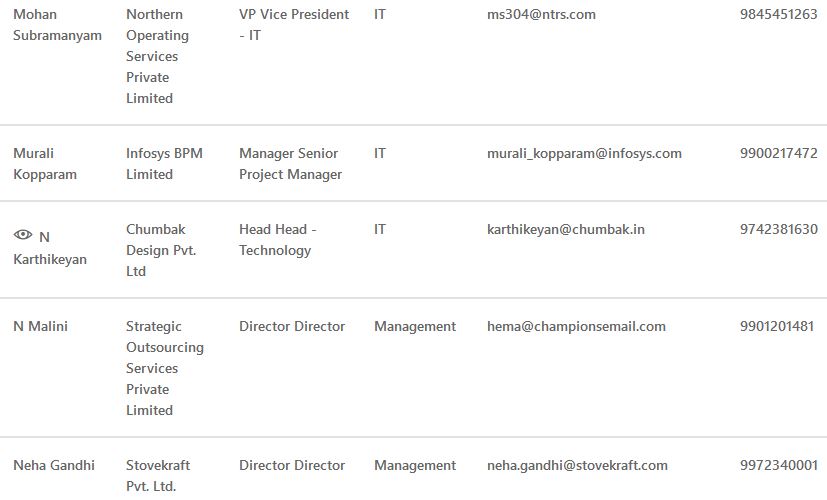 Mohan Subramanyam Northern Operating Services Private Limited VP Vice President - IT IT ms304@ntrs.com 9845451263
Murali Kopparam Infosys BPM Limited Manager Senior Project Manager IT murali_kopparam@infosys.com 9900217472
N Karthikeyan Chumbak Design Pvt. Ltd Head Head - Technology IT karthikeyan@chumbak.in 9742381630
N Malini Strategic Outsourcing Services Private Limited Director Director Management hema@championsemail.com 9901201481
Neha Gandhi Stovekraft Pvt. Ltd. Director Director Management neha.gandhi@stovekraft.com 9972340001